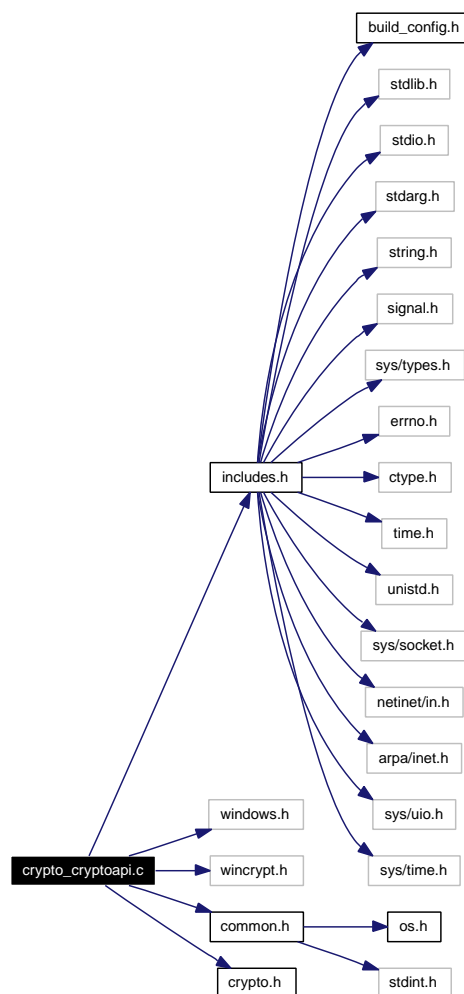 build_config.h
stdlib.h
stdio.h
stdarg.h
string.h
signal.h
sys/types.h
errno.h
includes.h
ctype.h
time.h
unistd.h
sys/socket.h
netinet/in.h
arpa/inet.h
windows.h
sys/uio.h
crypto_cryptoapi.c
wincrypt.h
sys/time.h
common.h
os.h
crypto.h
stdint.h